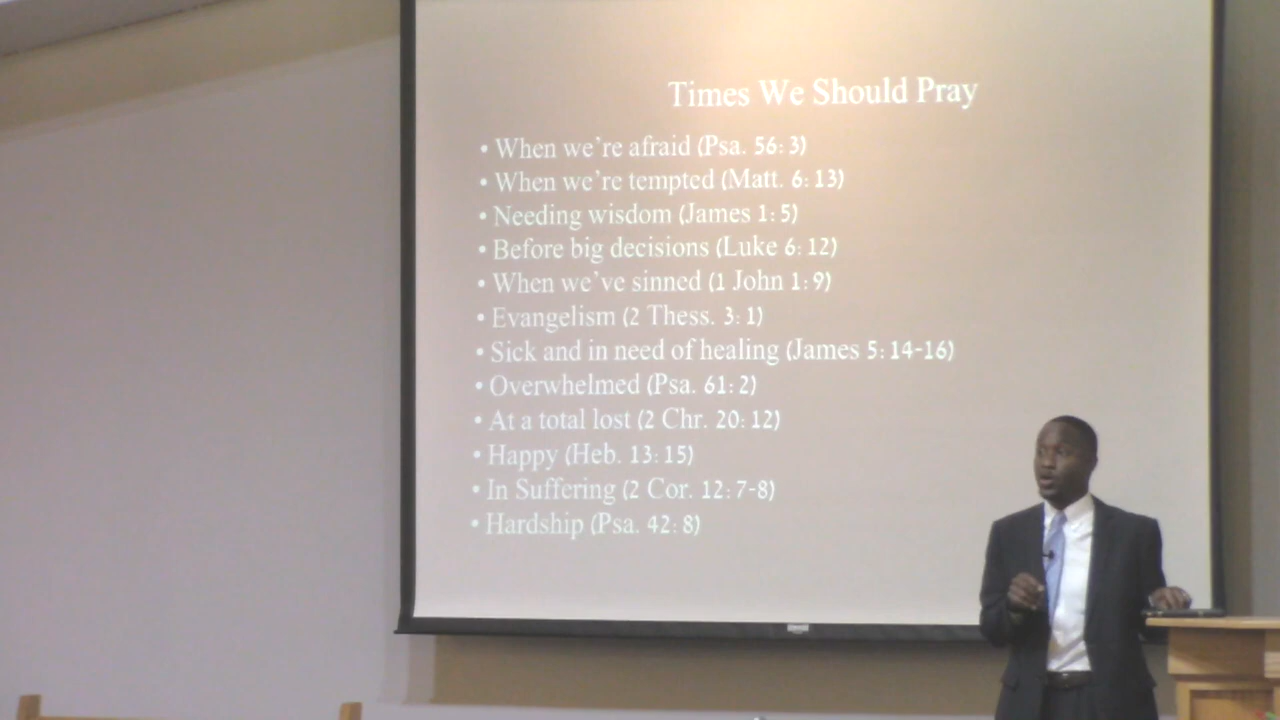 Times We Should Pray
• When we're afraid (Psa. 56:3)
• When we're tempted (Matt. 6:13)
• Needing wisdom (James 1:5)
• Before big decisions (Luke 6:12)
• When we've sinned (1 John 1:9)
• Evangelism (2 Thess. 3:1)
• Sick and in need of healing (James 5:14-16)
• Overwhelmed (Psa. 61:2)
• At a total lost (2 Chr. 20:12)
• Happy (Heb. 13:15)
• In Suffering (2 Cor. 12:7-8)
• Hardship (Psa. 42:8)